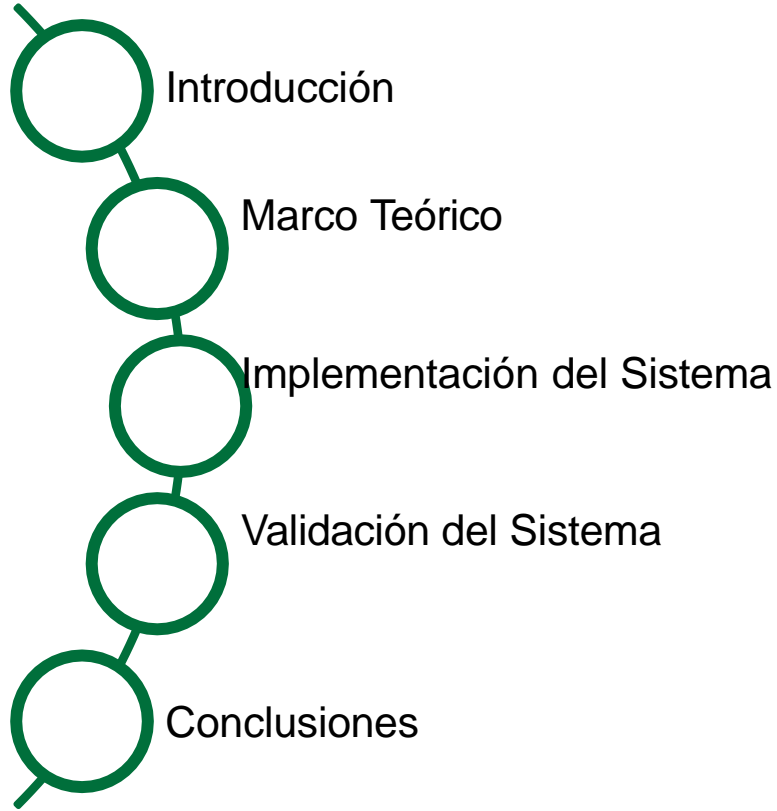 Introducción
Marco Teórico
Implementación del Sistema
Validación del Sistema
Conclusiones